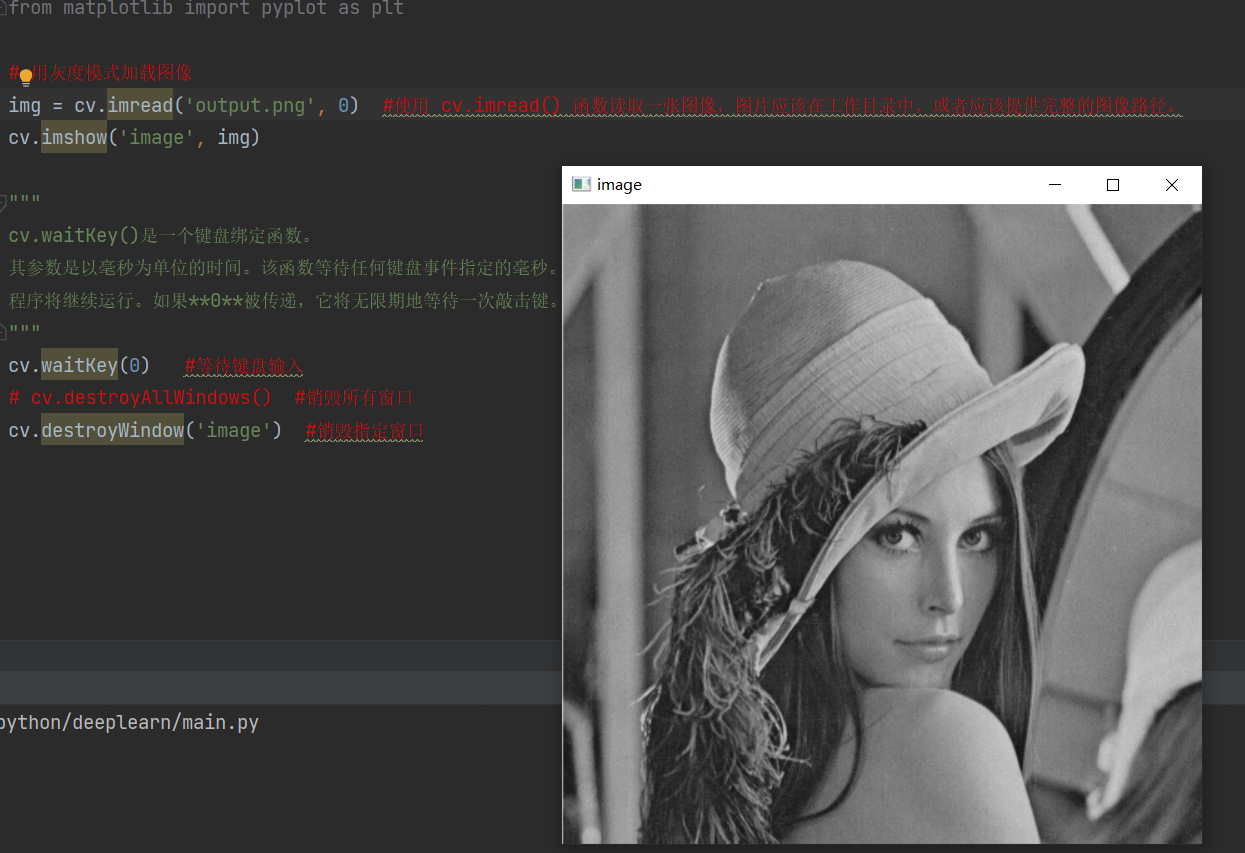 from matplotlib import pyplot as plt
# 用灰度模式加载图像
img = cv.imread('output.png', 0)  #使用 cv.imread() 函数读取一张图像，图片应该在工作目录中，或者应该提供完整的图像路径。
cv.imshow('image', img)
image
"""
cv.waitKey()是一个键盘绑定函数。
其参数是以毫秒为单位的时间。该函数等待任何键盘事件指定的毫秒。
程序将继续运行。如果**0**被传递，它将无限期地等待一次敲击键。
"""
cv.waitKey(0)   #等待键盘输入
# cv.destroyAllWindows()  #销毁所有窗口
cv.destroyWindow('image')  #销毁指定窗口
python/deeplearn/main.py